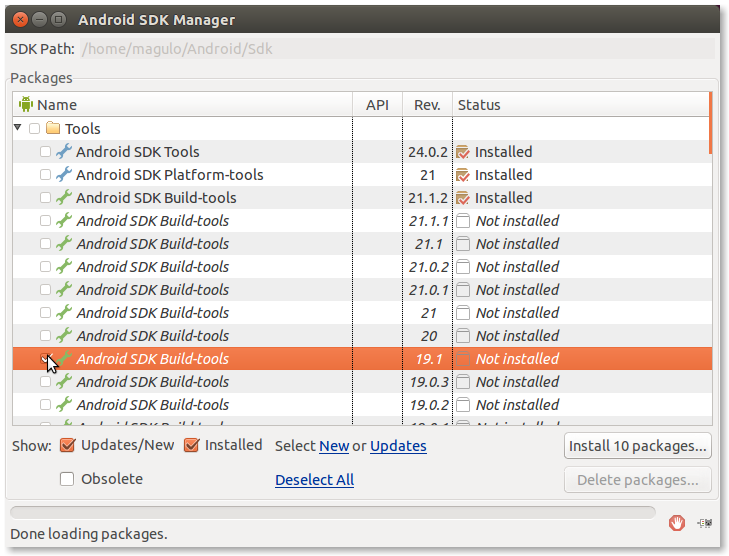 Android SDK Manager
SDK Path: /home/magulo/Android/Sdk
Packages
Name API Rev. Status
Tools
Android SDK Tools 24.0.2 Installed
Android SDK Platform-tools 21 Installed
Android SDK Build-tools 21.1.2 Installed
Android SDK Build-tools 21.1.1 Not installed
Android SDK Build-tools 21.1 Not installed
Android SDK Build-tools 21.0.2 Not installed
Android SDK Build-tools 21.0.1 Not installed
Android SDK Build-tools 21 Not installed
Android SDK Build-tools 20 Not installed
Android SDK Build-tools 19.1 Not installed
Android SDK Build-tools 19.0.3 Not installed
Android SDK Build-tools 19.0.2 Not installed
Show: Updates/New Installed Select New or Updates Install 10 packages...
Obsolete Deselect All Delete packages...
Done loading packages.